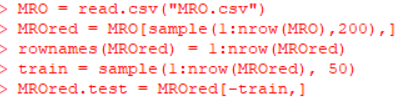 > MRO = read.csv("MRO.csv")
> MROred = MRO[sample(1:nrow(MRO),200),]
> rownames(MROred) = 1:nrow(MROred)
> train = sample(1:nrow(MROred), 50)
> MROred.test = MROred[-train,]